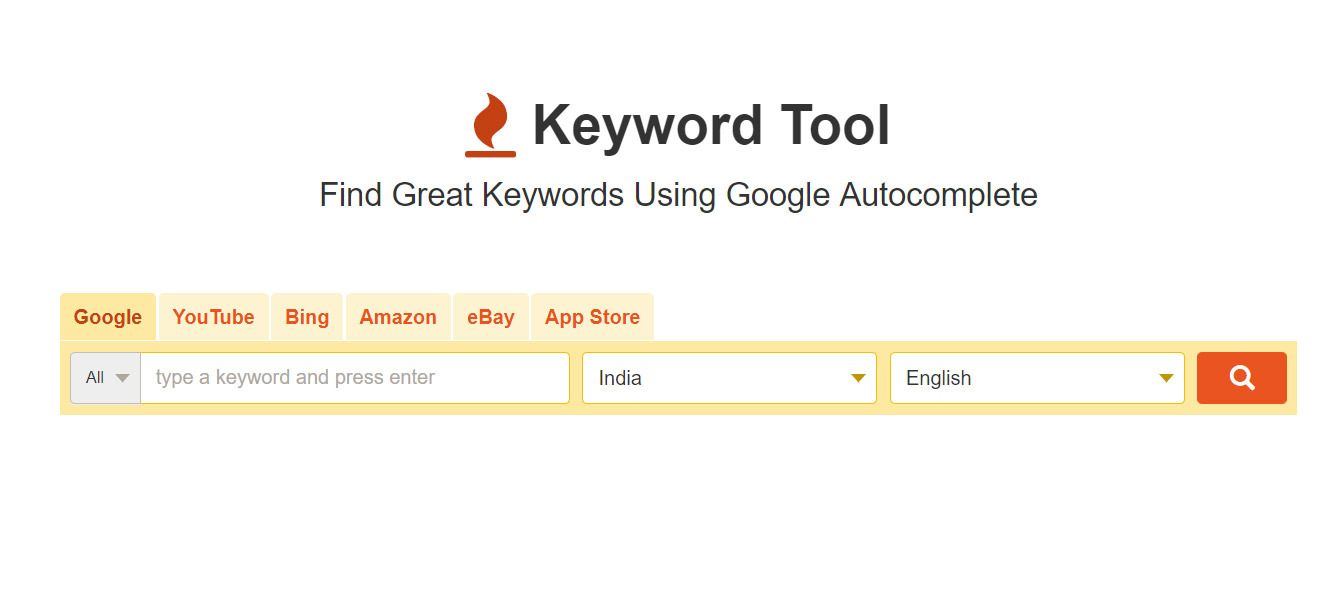 Keyword Tool
Find Great Keywords Using Google Autocomplete
Google YouTube Bing Amazon eBay App Store
All type a keyword and press enter India English